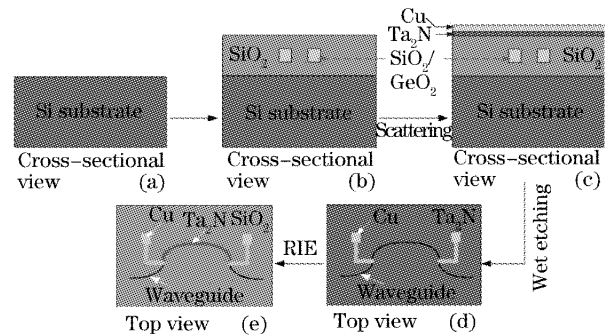 Cu
Ta2N
SiO2
SiO2/
GeO2
SiO2
Si substrate
Si substrate
Si substrate
Scattering
Cross-sectional
view (a)
Cross-sectional
view (b)
Cross-sectional
view (c)
Wet etching
Cu Ta2N SiO2
Waveguide
Top view (e)
RIE
Cu Ta2N
Waveguide
Top view (d)